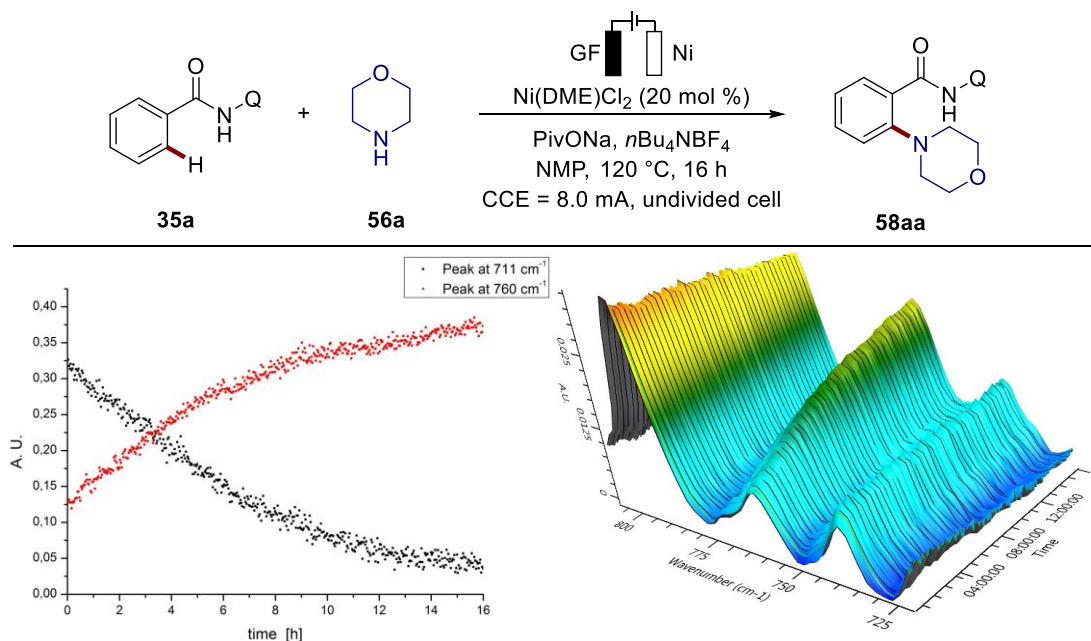 GF Ni
O
N
H
Q
H
35a
+
O
N
H
56a
Ni(DME)Cl2 (20 mol %)
PivONa, nBu4NBF4
NMP, 120 °C, 16 h
CCE = 8.0 mA, undivided cell
O
N
H
Q
N
O
58aa
Peak at 711 cm-1
Peak at 760 cm-1
0,40
0,35
0,30
0,25
0,20
0,15
0,10
0,05
0,00
A. U.
0 2 4 6 8 10 12 14 16
time [h]
0.025
A.U.
0.0125
0
800
775
750
725
Wavenumber (cm-1)
04:00:00
08:00:00
12:00:00
Time